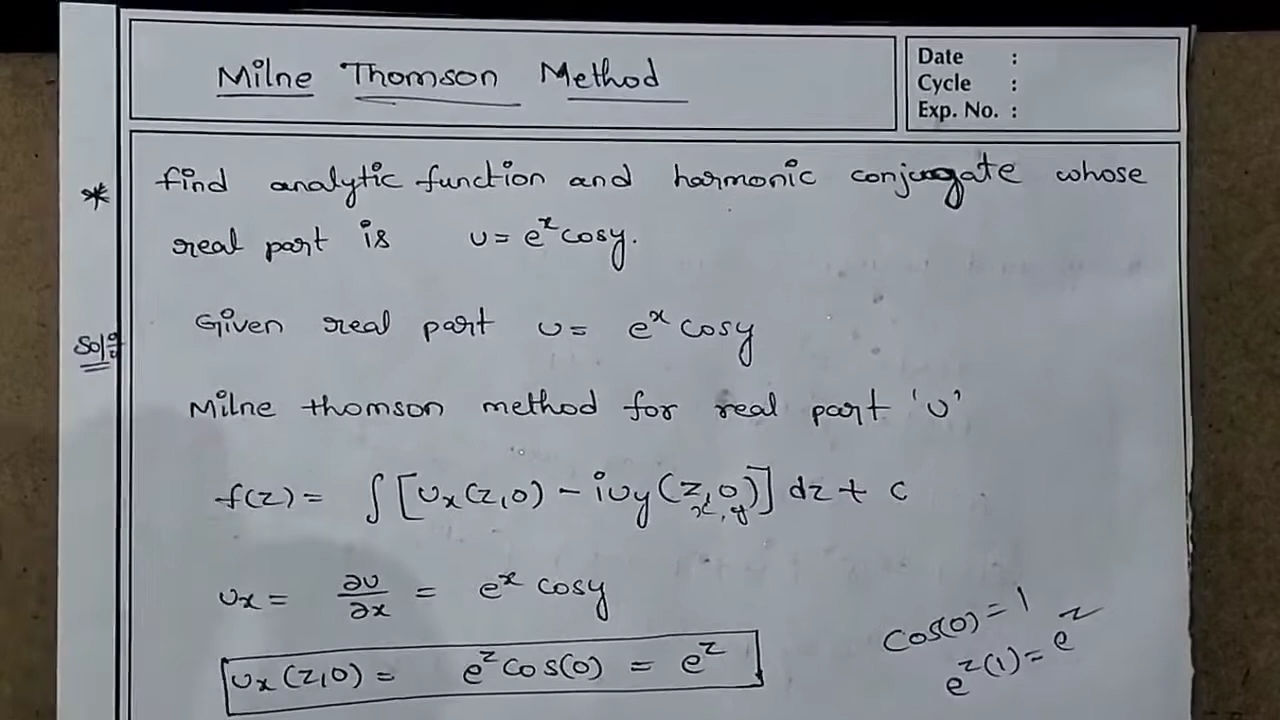 Milne Thomson Method
Date :
Cycle :
Exp. No. :
* find analytic function and harmonic conjugate whose
real part is u = e^x cosy.
Sol: Given real part u = e^x cosy
Milne thomson method for real part 'u'
f(z) = ∫ [ux(z,0) - iuy(z,0)] dz + c
x, y
ux = ∂u/∂x = e^x cosy
cos(0) = 1
ux(z,0) = e^z cos(0) = e^z
e^z(1) = e^z